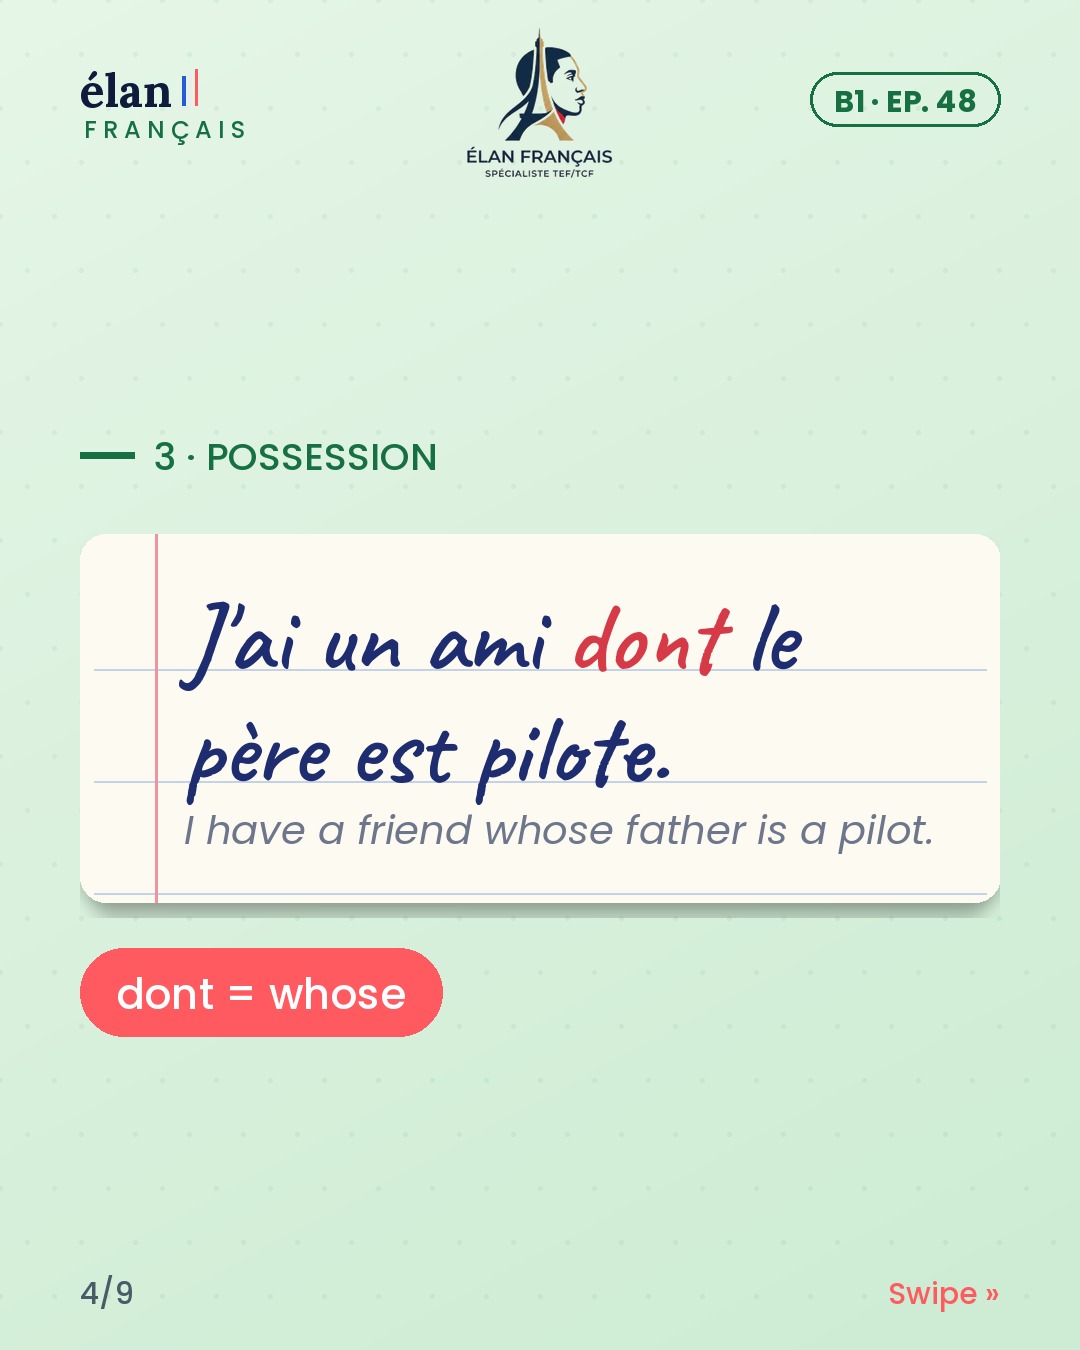 élan
FRANÇAIS
ÉLAN FRANÇAIS
SPÉCIALISTE TEF/TCF
B1 · EP. 48
3 · POSSESSION
J'ai un ami dont le
père est pilote.
I have a friend whose father is a pilot.
dont = whose
4/9
Swipe »